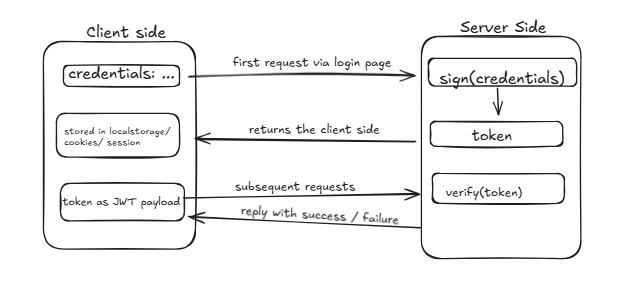 Client side
Server Side
credentials: ...
first request via login page
sign(credentials)
stored in localstorage/
cookies/ session
returns the client side
token
token as JWT payload
subsequent requests
verify(token)
reply with success / failure